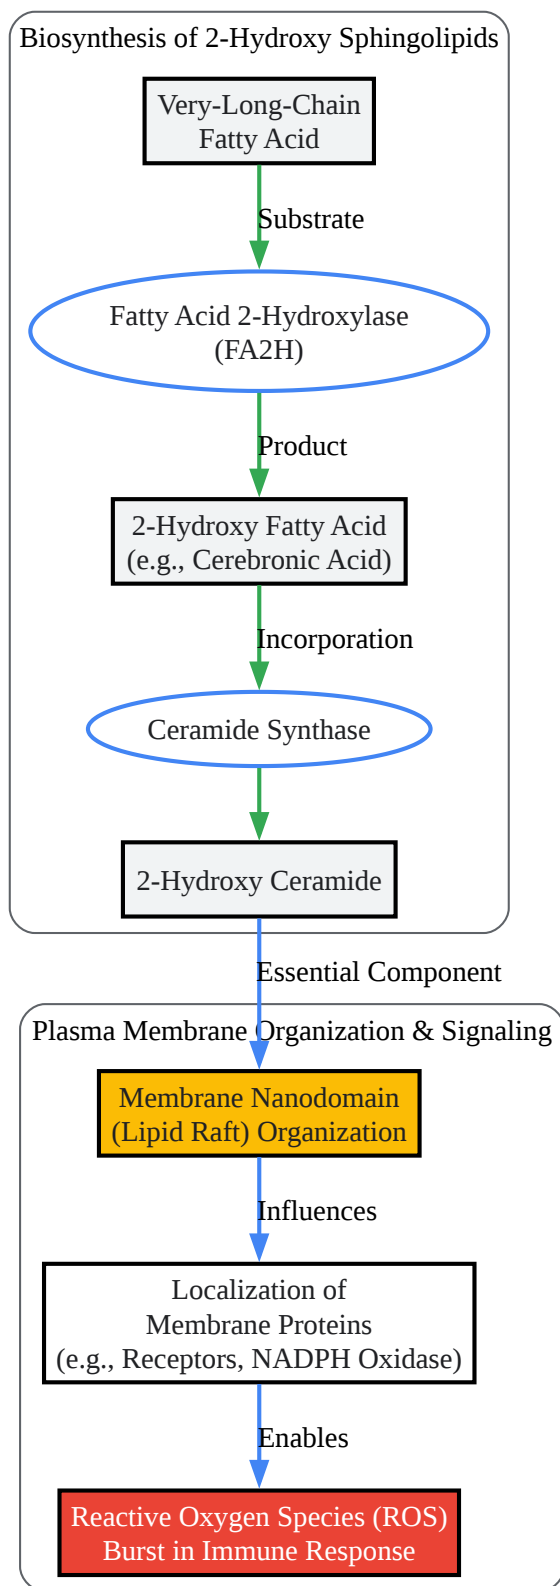 Biosynthesis of 2-Hydroxy Sphingolipids
Very-Long-Chain
Fatty Acid
Substrate
Fatty Acid 2-Hydroxylase
(FA2H)
Product
2-Hydroxy Fatty Acid
(e.g., Cerebronic Acid)
Incorporation
Ceramide Synthase
2-Hydroxy Ceramide
Essential Component
Plasma Membrane Organization & Signaling
Membrane Nanodomain
(Lipid Raft) Organization
Influences
Localization of
Membrane Proteins
(e.g., Receptors, NADPH Oxidase)
Enables
Reactive Oxygen Species (ROS)
Burst in Immune Response